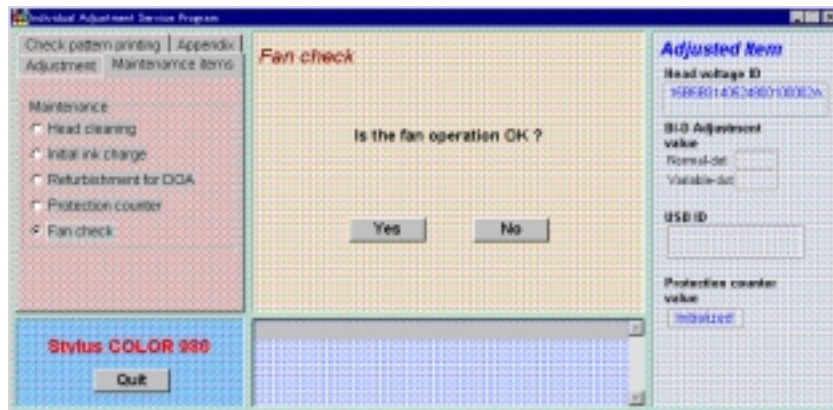 Individual Adjustment Service Program
Check pattern printing
Appendix
Adjustment
Maintenamce items
Maintenance
Head cleaning
Initial ink charge
Refurbishment for DOA
Protection counter
Fan check
Stylus COLOR 980
Quit
Fan check
Is the fan operation OK ?
Yes
No
Adjusted Item
Head voltage ID
Bi-D Adjustment
value
Normal-dot
Variable-dot
USB ID
Protection counter
value
Initialized